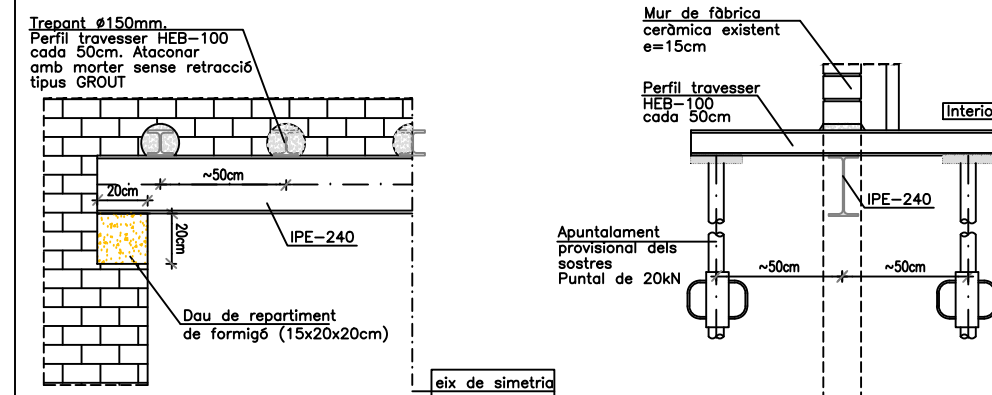 Trepant ø150mm.
Perfil travesser HEB-100
cada 50cm. Ataconar
amb morter sense retracció
tipus GROUT
~50cm
20cm
20cm
IPE-240
Dau de repartiment
de formigó (15x20x20cm)
eix de simetria
Mur de fàbrica
ceràmica existent
e=15cm
Perfil travesser
HEB-100
cada 50cm
Interio
IPE-240
Apuntalament
provisional dels
sostres
Puntal de 20kN
~50cm
~50cm